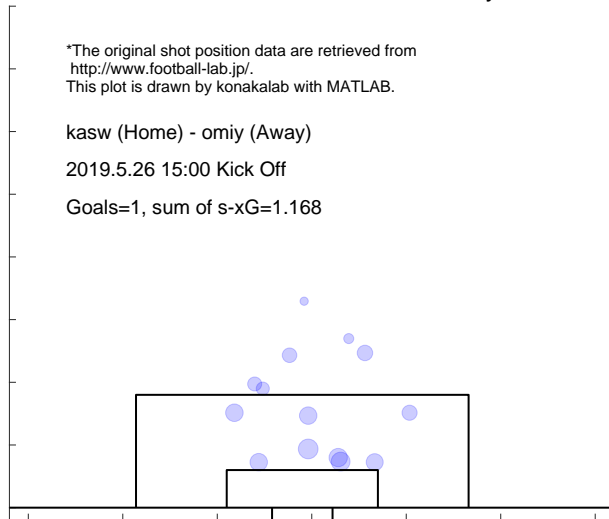 *The original shot position data are retrieved from
http://www.football-lab.jp/.
This plot is drawn by konakalab with MATLAB.
kasw (Home) - omiy (Away)
2019.5.26 15:00 Kick Off
Goals=1, sum of s-xG=1.168